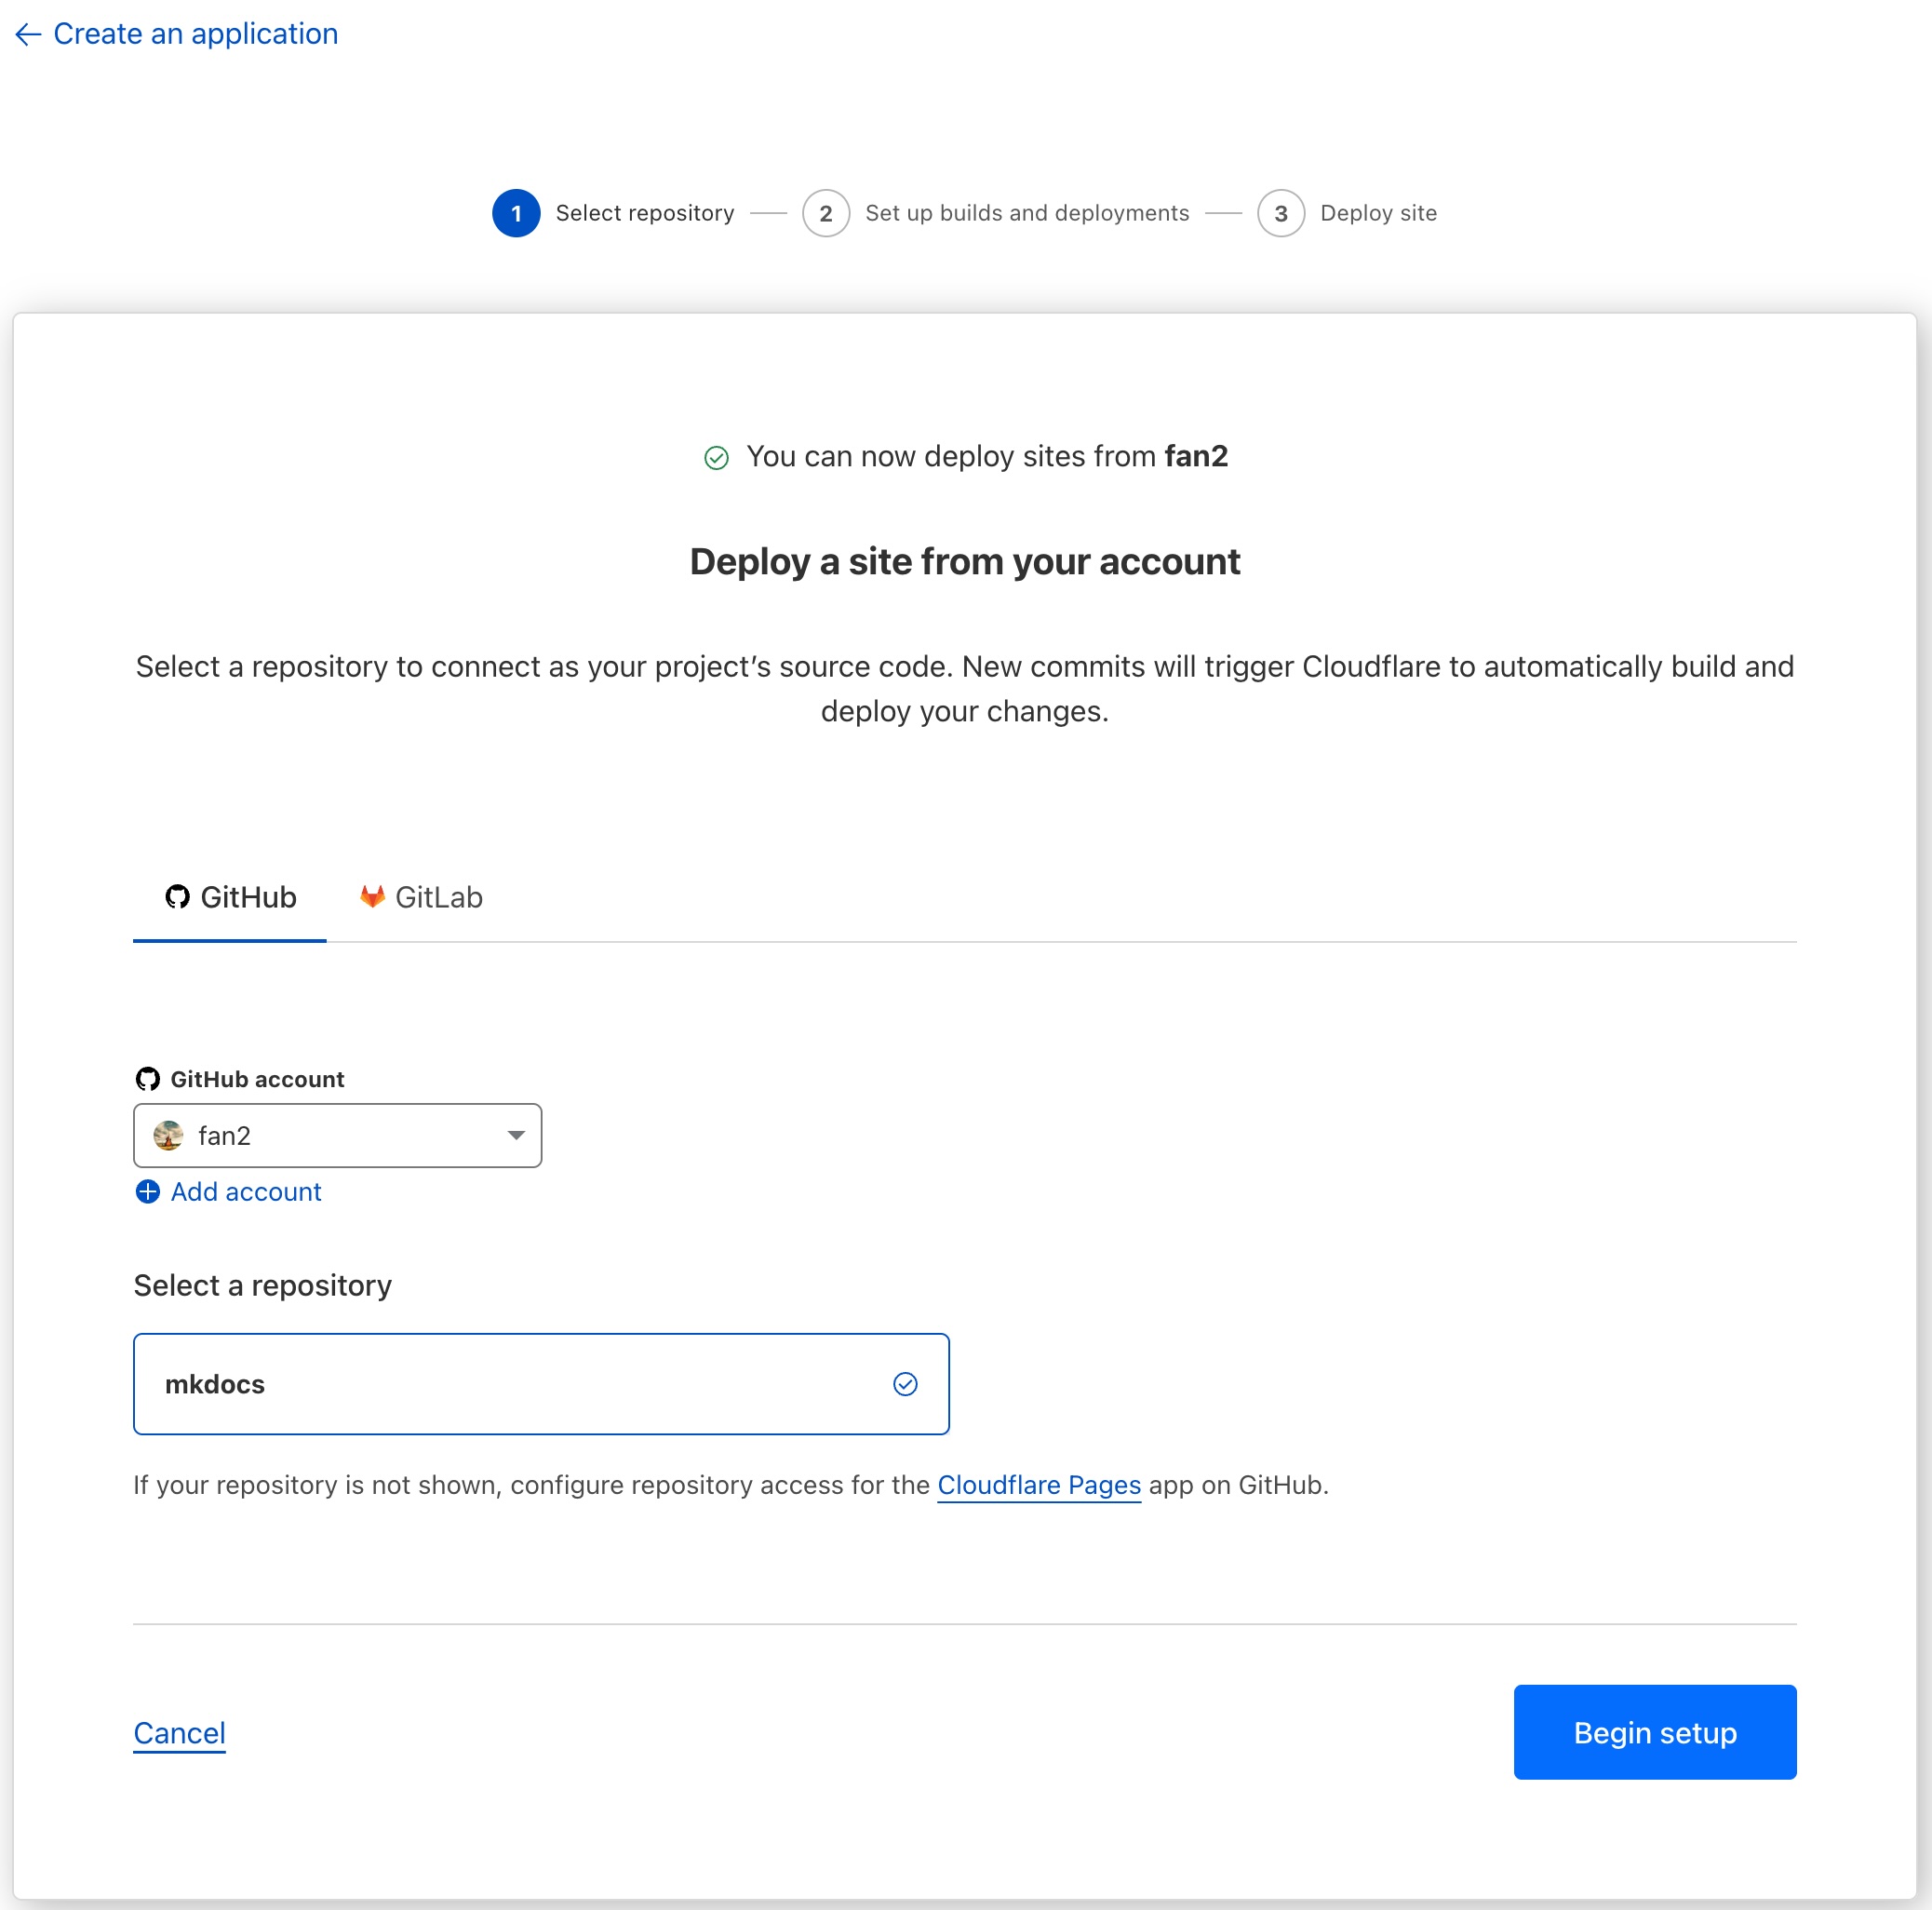 Create an application
1 Select repository 2 Set up builds and deployments 3 Deploy site
You can now deploy sites from fan2
Deploy a site from your account
Select a repository to connect as your project’s source code. New commits will trigger Cloudflare to automatically build and
deploy your changes.
GitHub GitLab
GitHub account
fan2
Add account
Select a repository
mkdocs
If your repository is not shown, configure repository access for the Cloudflare Pages app on GitHub.
Cancel Begin setup